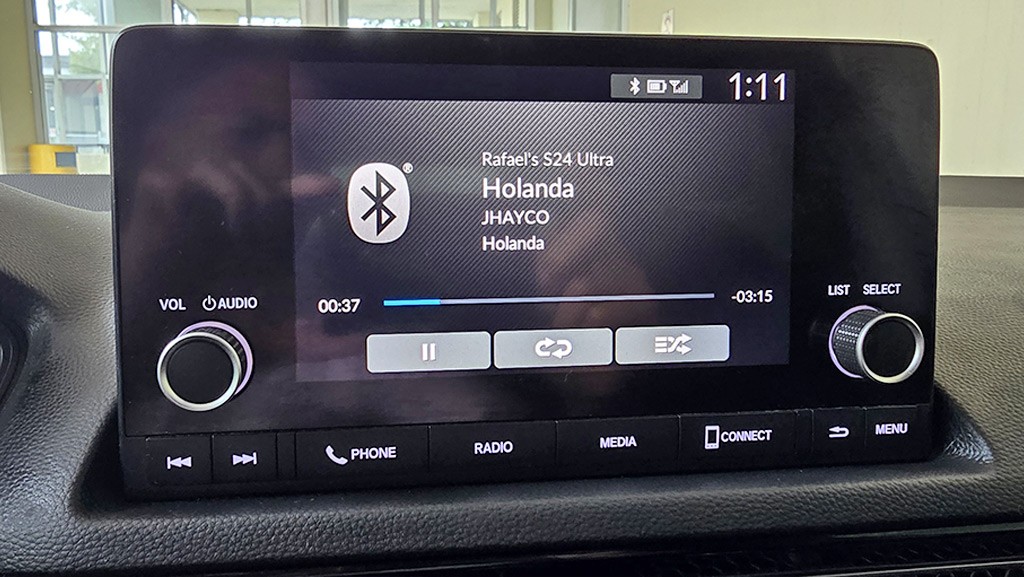 1:11
®
Rafael's S24 Ultra
Holanda
JHAYCO
Holanda
00:37
-03:15
VOL AUDIO
LIST SELECT
PHONE
RADIO
MEDIA
CONNECT
MENU